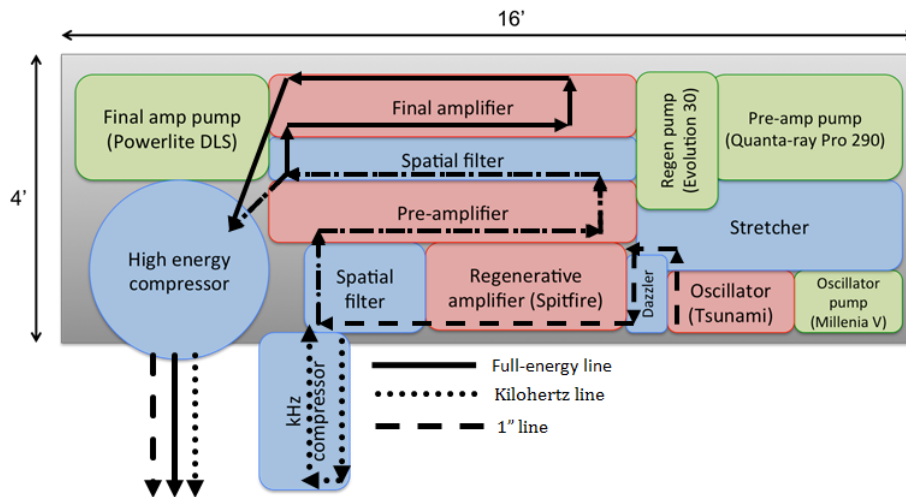 16’
4’
Final amp pump
(Powerlite DLS)
Final amplifier
Regen pump
(Evolution 30)
Pre-amp pump
(Quanta-ray Pro 290)
Spatial filter
Pre-amplifier
Stretcher
High energy
compressor
Spatial
filter
Regenerative
amplifier (Spitfire)
Dazzler
Oscillator
(Tsunami)
Oscillator
pump
(Millenia V)
kHz
compressor
Full-energy line
Kilohertz line
1” line